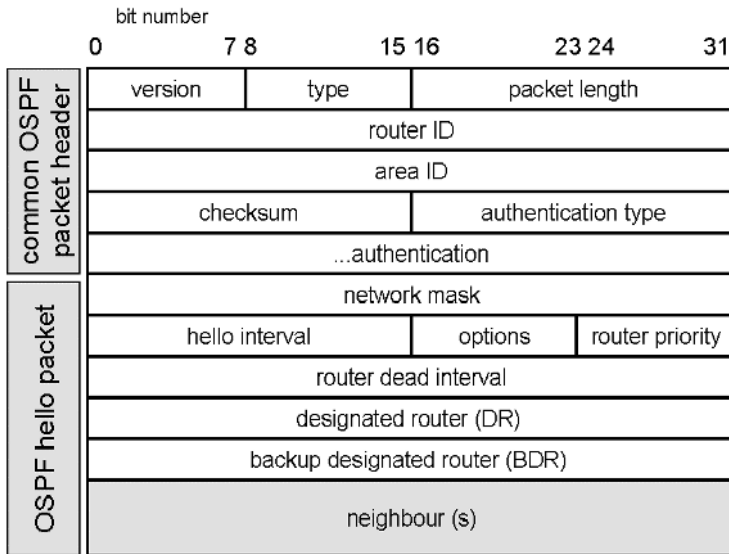 bit number
0 7 8 15 16 23 24 31
common OSPF
packet header
version type packet length
router ID
area ID
checksum authentication type
...authentication
OSPF hello packet
network mask
hello interval options router priority
router dead interval
designated router (DR)
backup designated router (BDR)
neighbour (s)